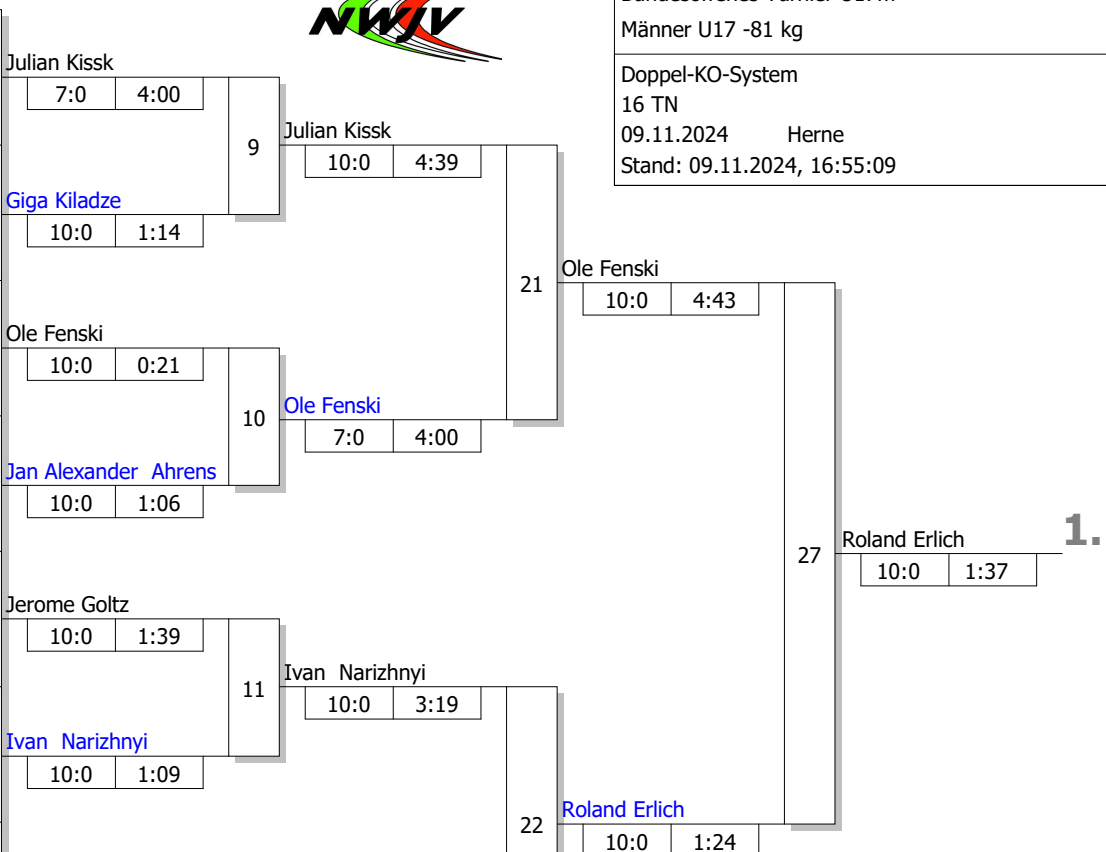 NWJV
Männer U17 -81 kg
Doppel-KO-System
16 TN
09.11.2024 Herne
Stand: 09.11.2024, 16:55:09
Julian Kissk
7:0 4:00
9
Julian Kissk
10:0 4:39
Giga Kiladze
10:0 1:14
21
Ole Fenski
10:0 4:43
Ole Fenski
10:0 0:21
10
Ole Fenski
7:0 4:00
Jan Alexander Ahrens
10:0 1:06
27
Roland Erlich
1.
10:0 1:37
Jerome Goltz
10:0 1:39
11
Ivan Narizhnyi
10:0 3:19
Ivan Narizhnyi
10:0 1:09
22
Roland Erlich
10:0 1:24